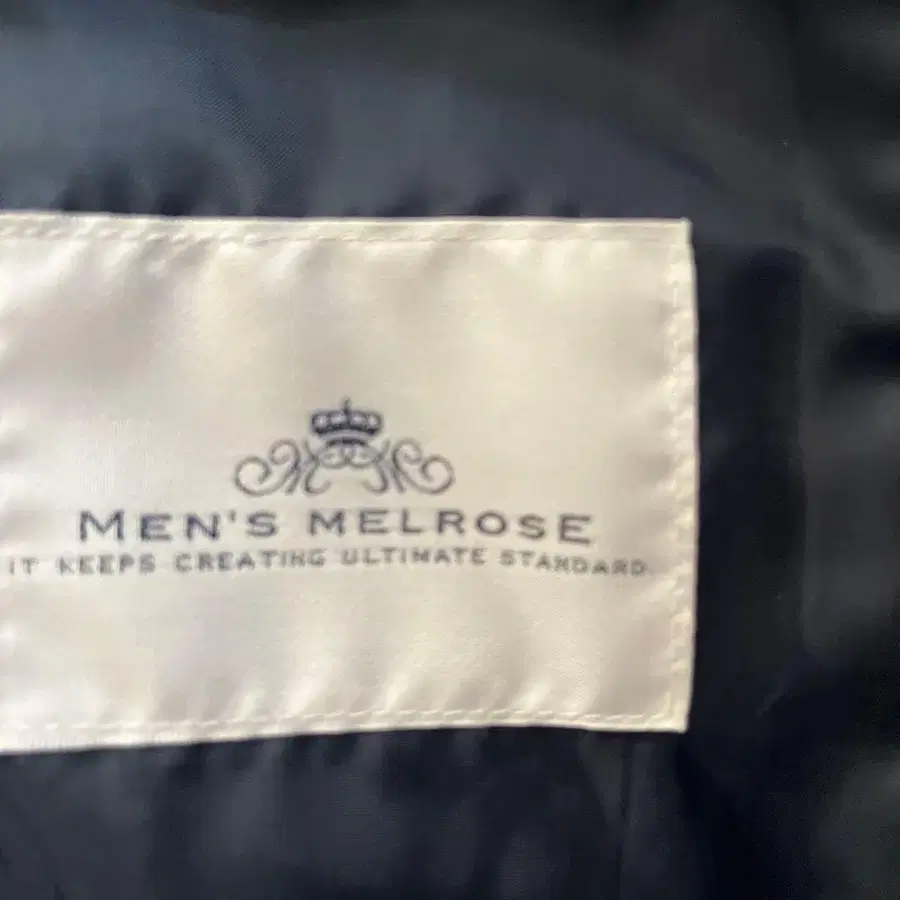 MEN'S MELROSE
IT KEEPS CREATING ULTIMATE STANDARD.